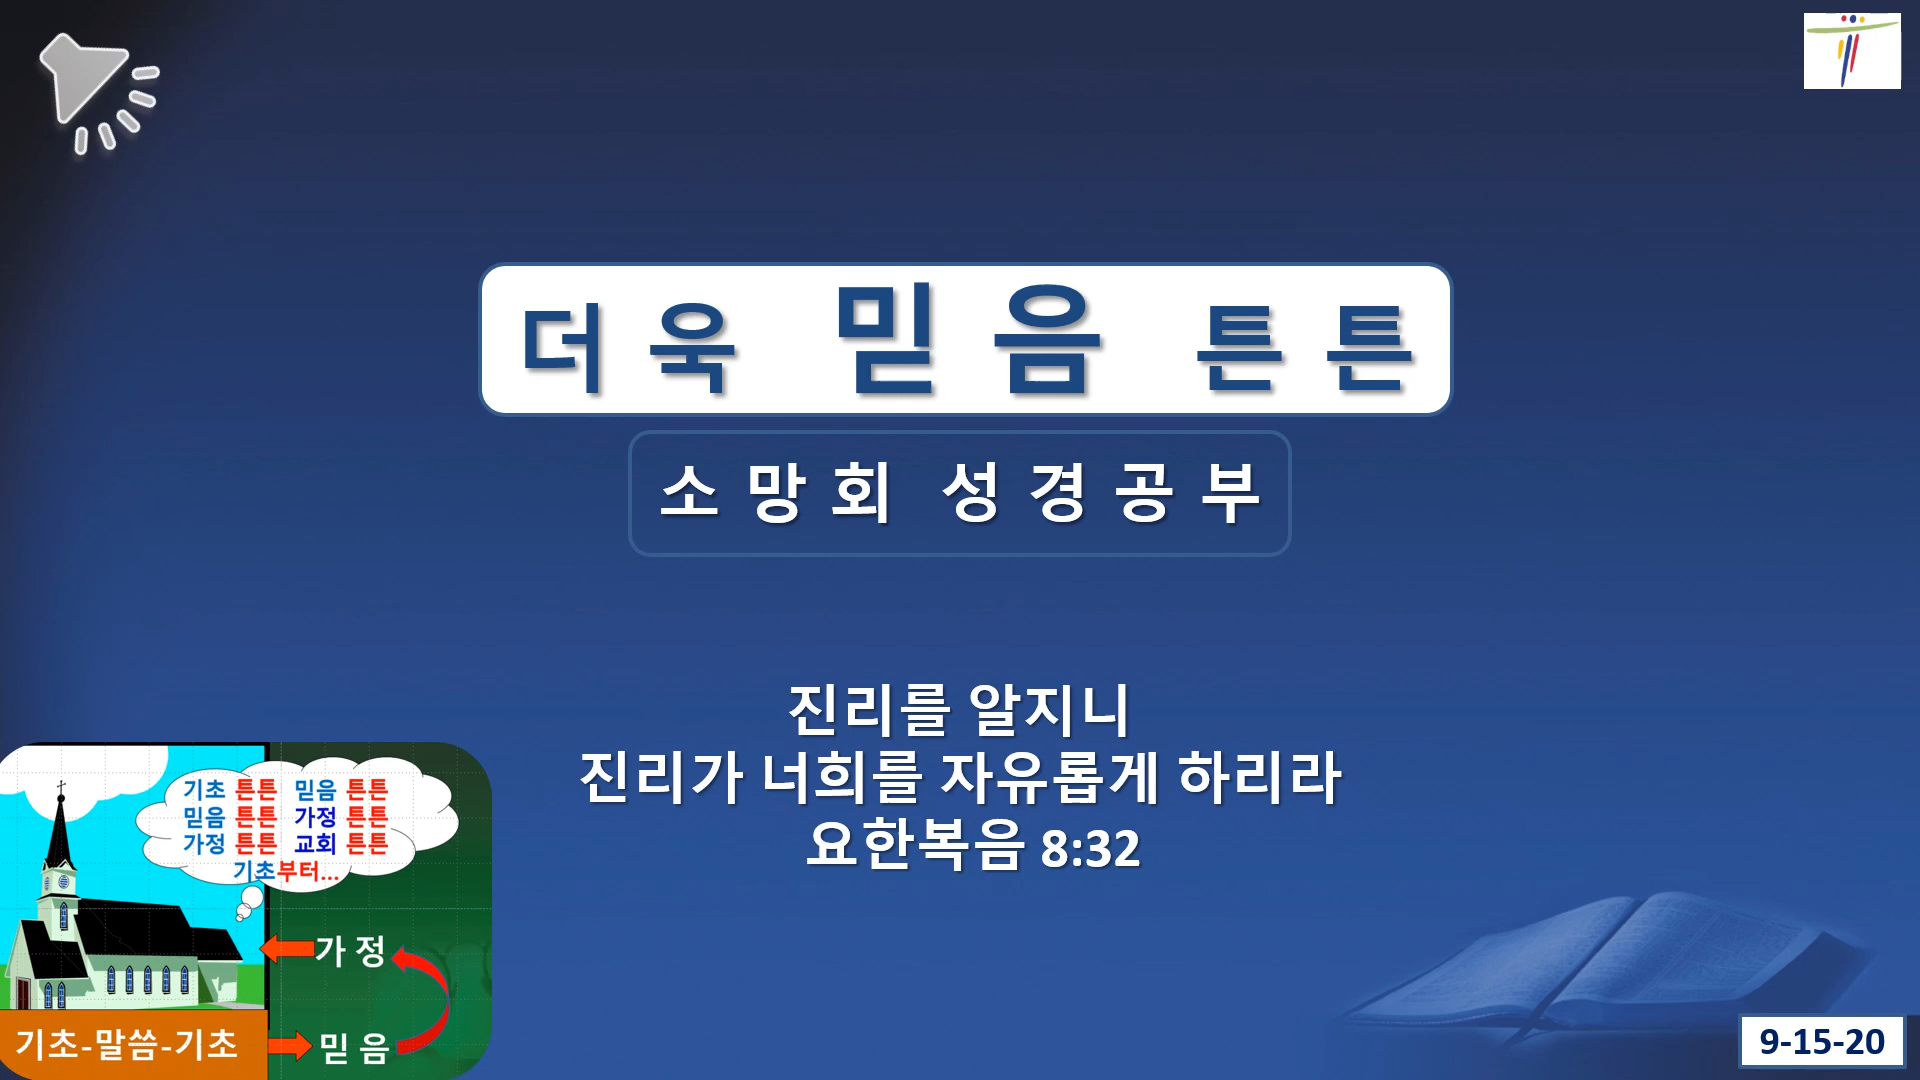 더욱 믿음 튼튼
소망회 성경공부
진리를 알지니
진리가 너희를 자유롭게 하리라
요한복음 8:32
기초 튼튼 믿음 튼튼
믿음 튼튼 가정 튼튼
가정 튼튼 교회 튼튼
기초부터...
가정
기초-말씀-기초
믿음
9-15-20